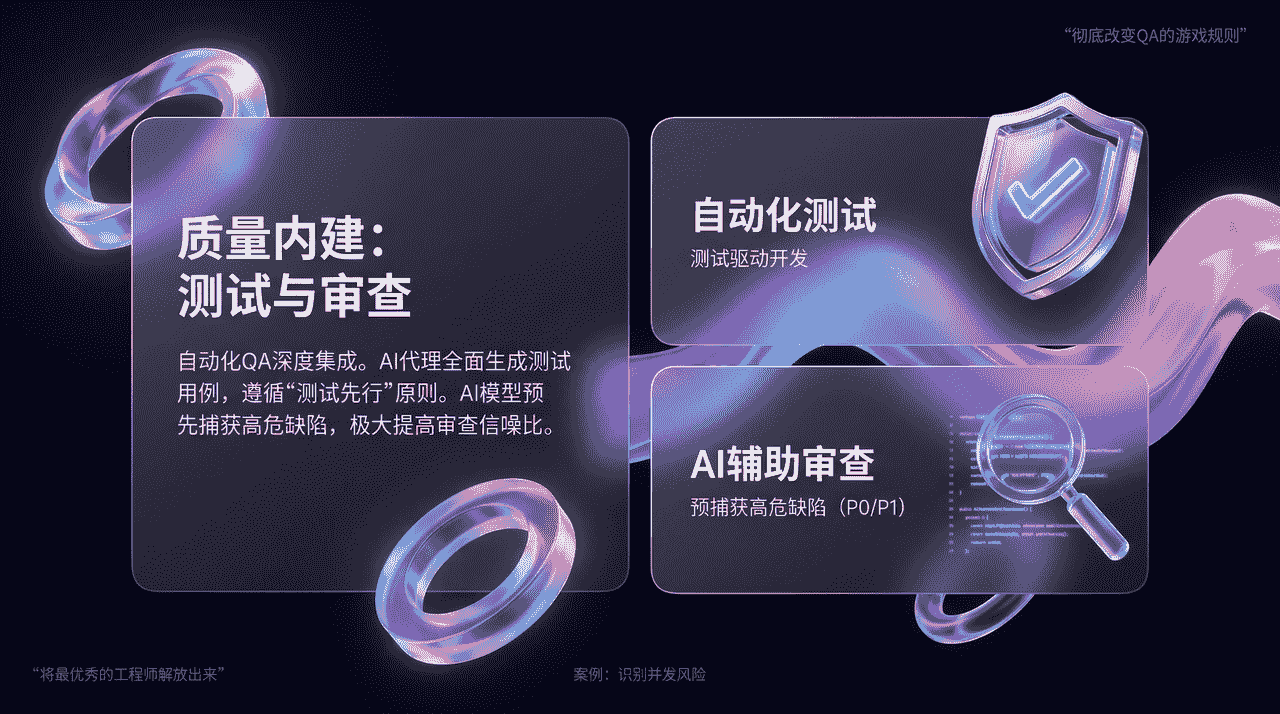 “彻底改变QA的游戏规则”
质量内建：
测试与审查
自动化QA深度集成。AI代理全面生成测试
用例，遵循“测试先行”原则。AI模型预
先捕获高危缺陷，极大提高审查信噪比。
自动化测试
测试驱动开发
AI辅助审查
预捕获高危缺陷（P0/P1）
“将最优秀的工程师解放出来”
案例：识别并发风险